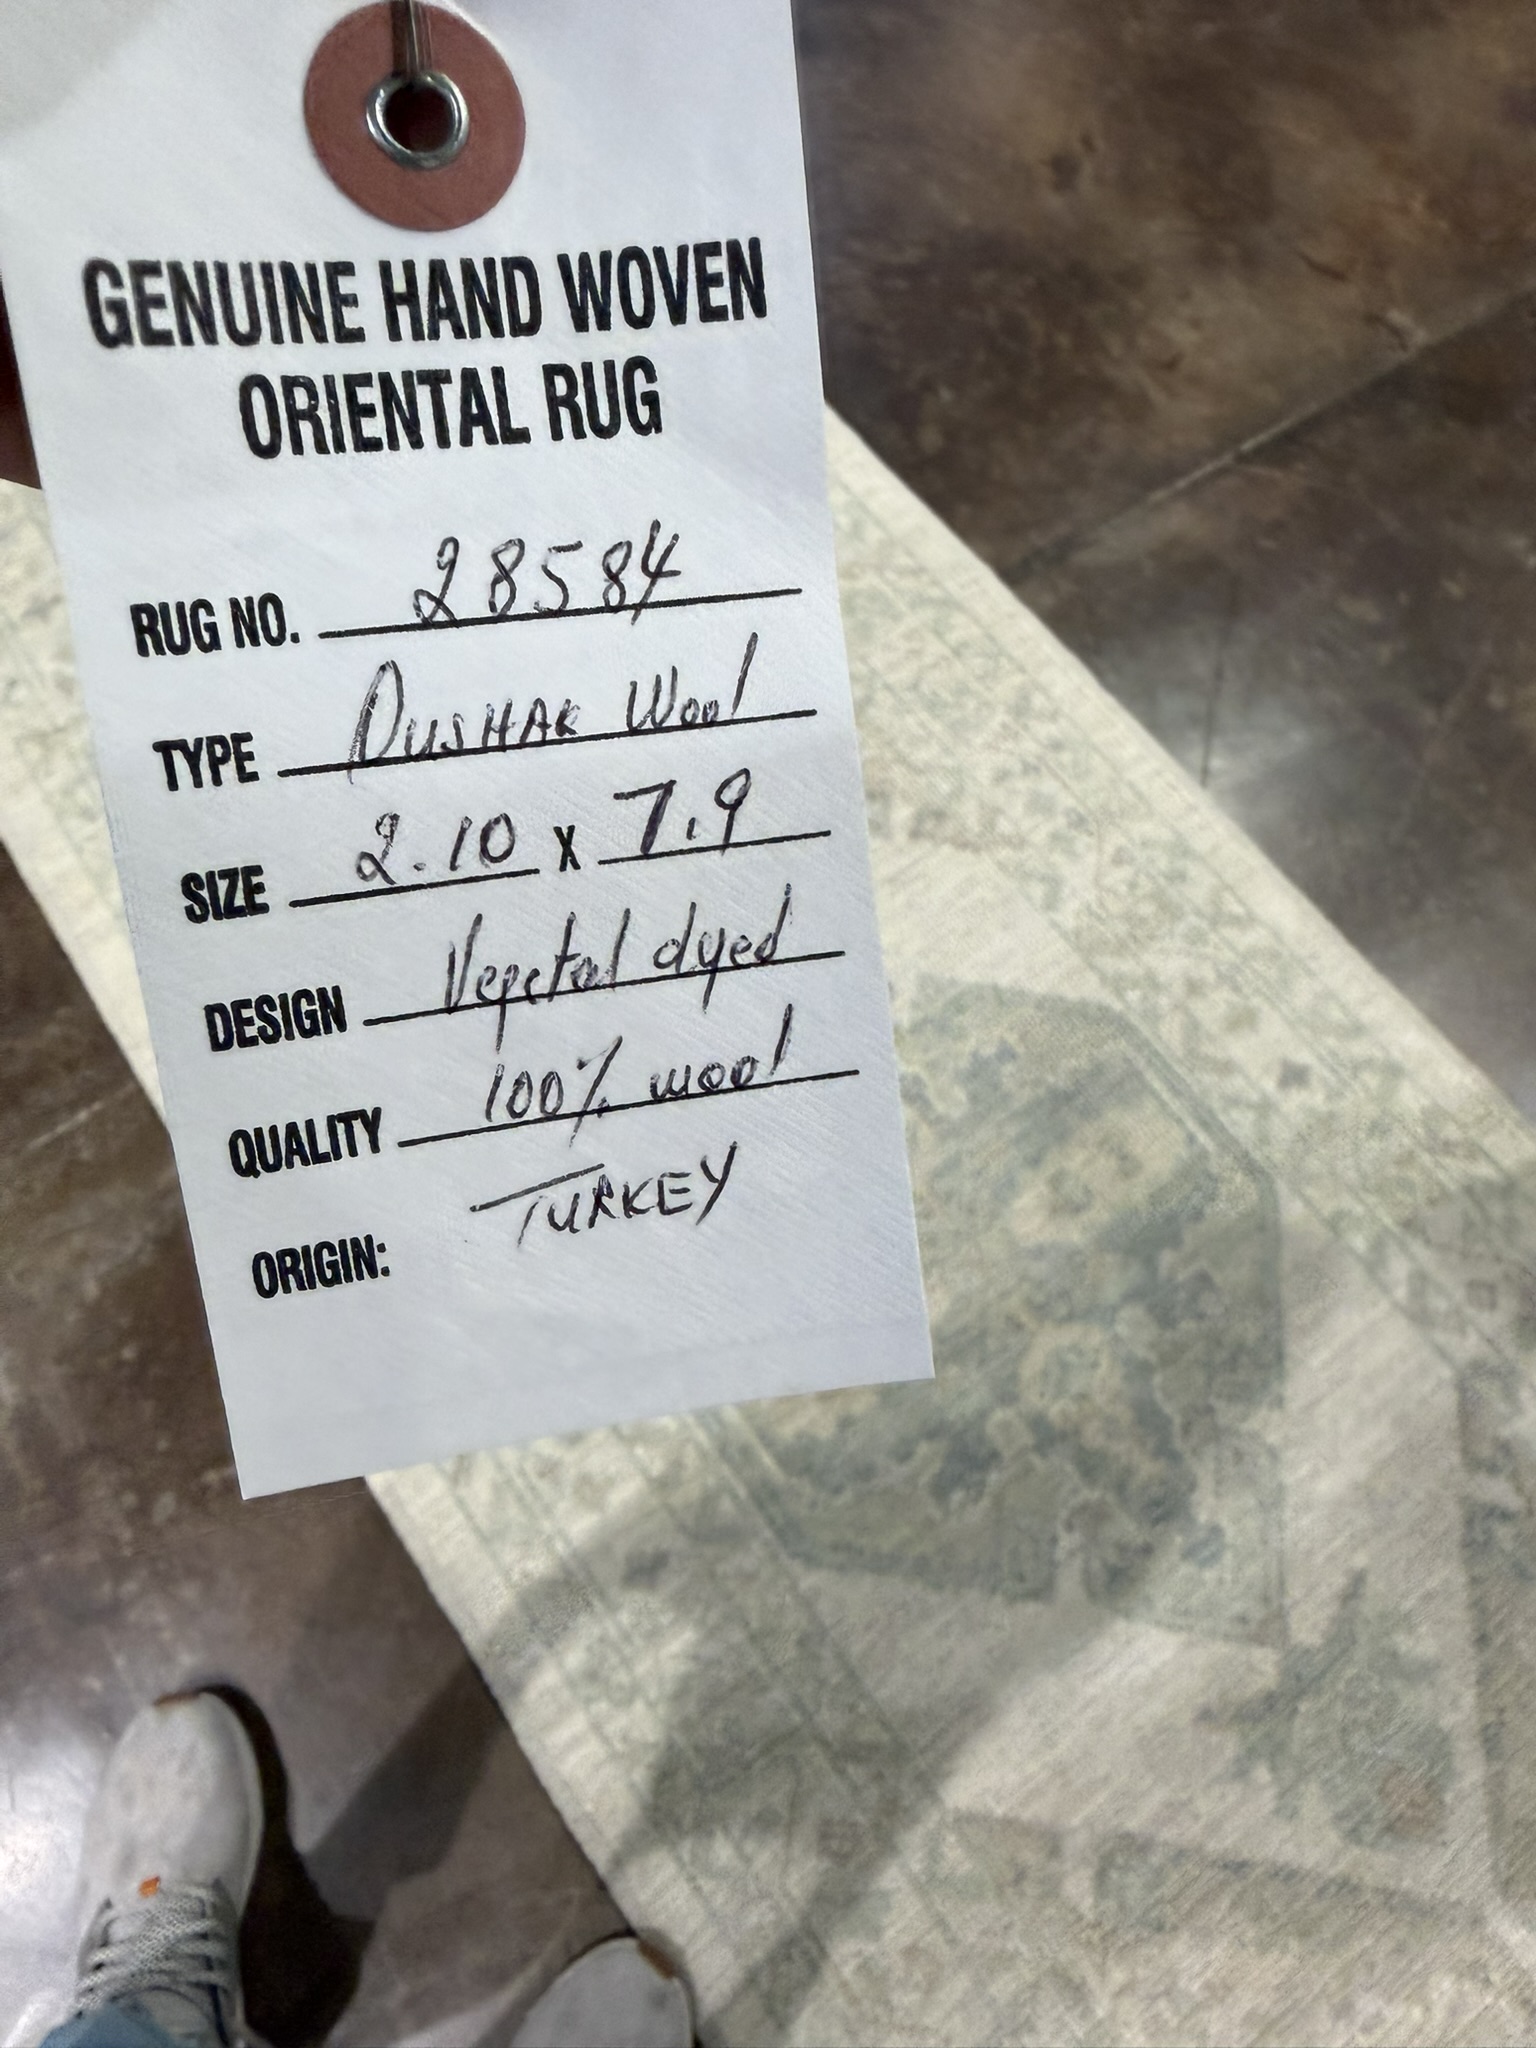 GENUINE HAND WOVEN
ORIENTAL RUG
RUG NO. 28584
TYPE OUSHAK Wool
SIZE 2.10 X 7.9
DESIGN Vegetal dyed
QUALITY 100% wool
ORIGIN: TURKEY